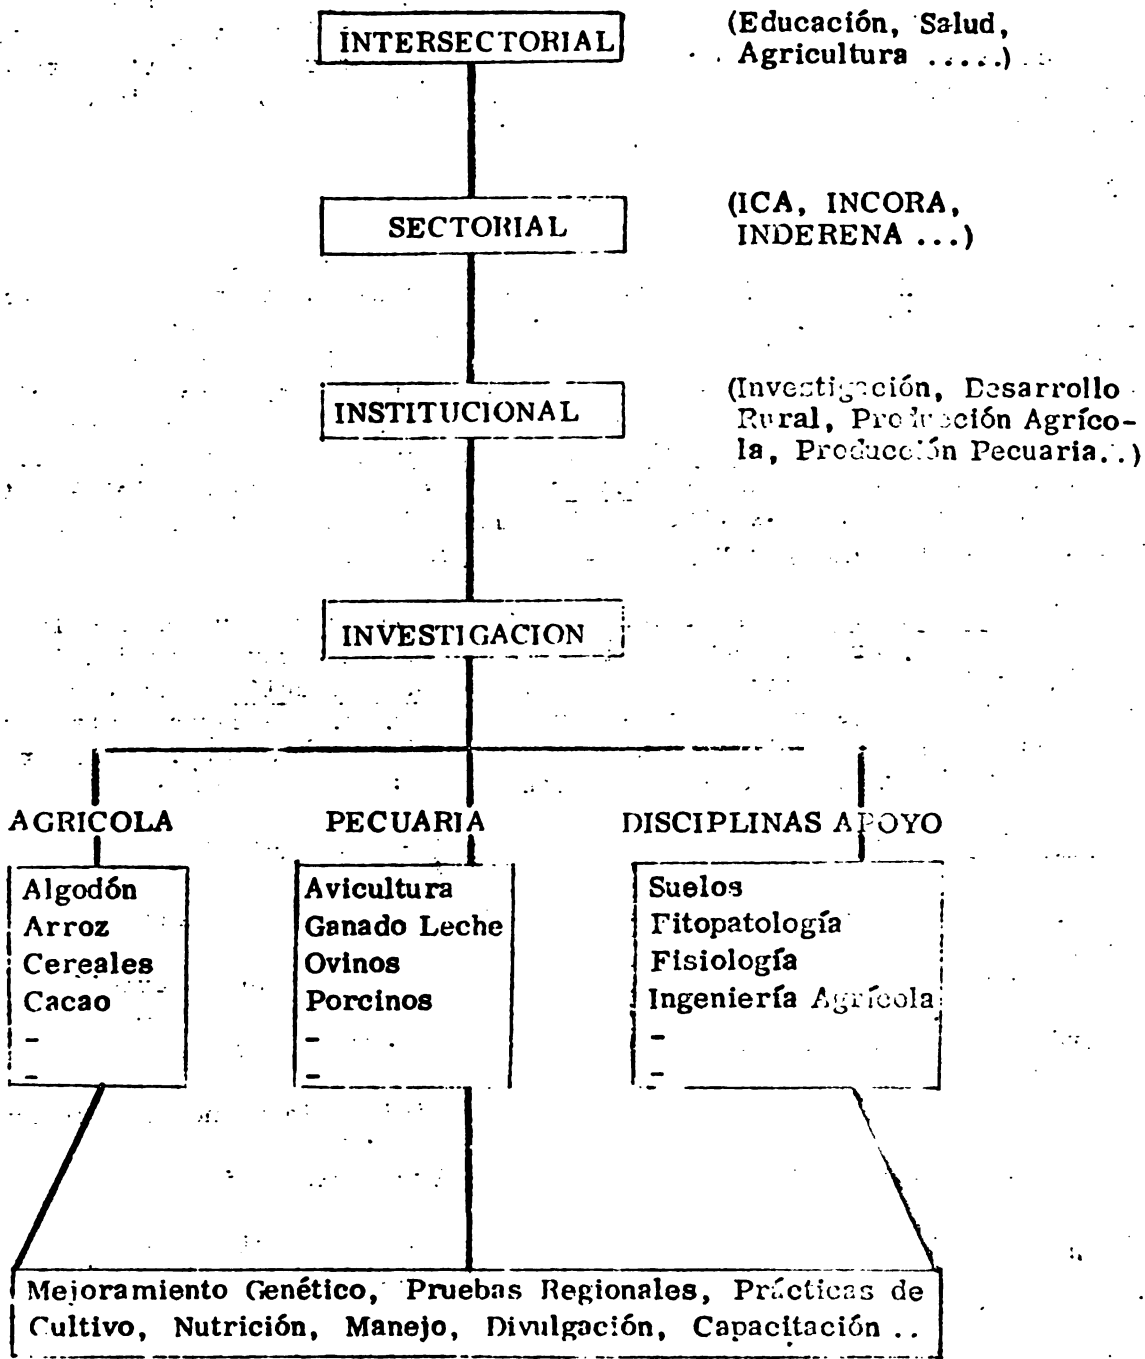 INTERSECTORIAL
(Educación, Salud,
Agricultura .....)
SECTORIAL
(ICA, INCORA,
INDERENA ...)
INSTITUCIONAL
(Investigación, Desarrollo
Rural, Producción Agríco-
la, Producción Pecuaria..)
INVESTIGACION
AGRICOLA
PECUARIA
DISCIPLINAS APOYO
Algodón
Arroz
Cereales
Cacao
-
-
Avicultura
Ganado Leche
Ovinos
Porcinos
-
-
Suelos
Fitopatología
Fisiología
Ingeniería Agrícola
-
-
Mejoramiento Genético, Pruebas Regionales, Prácticas de
Cultivo, Nutrición, Manejo, Divulgación, Capacitación ..